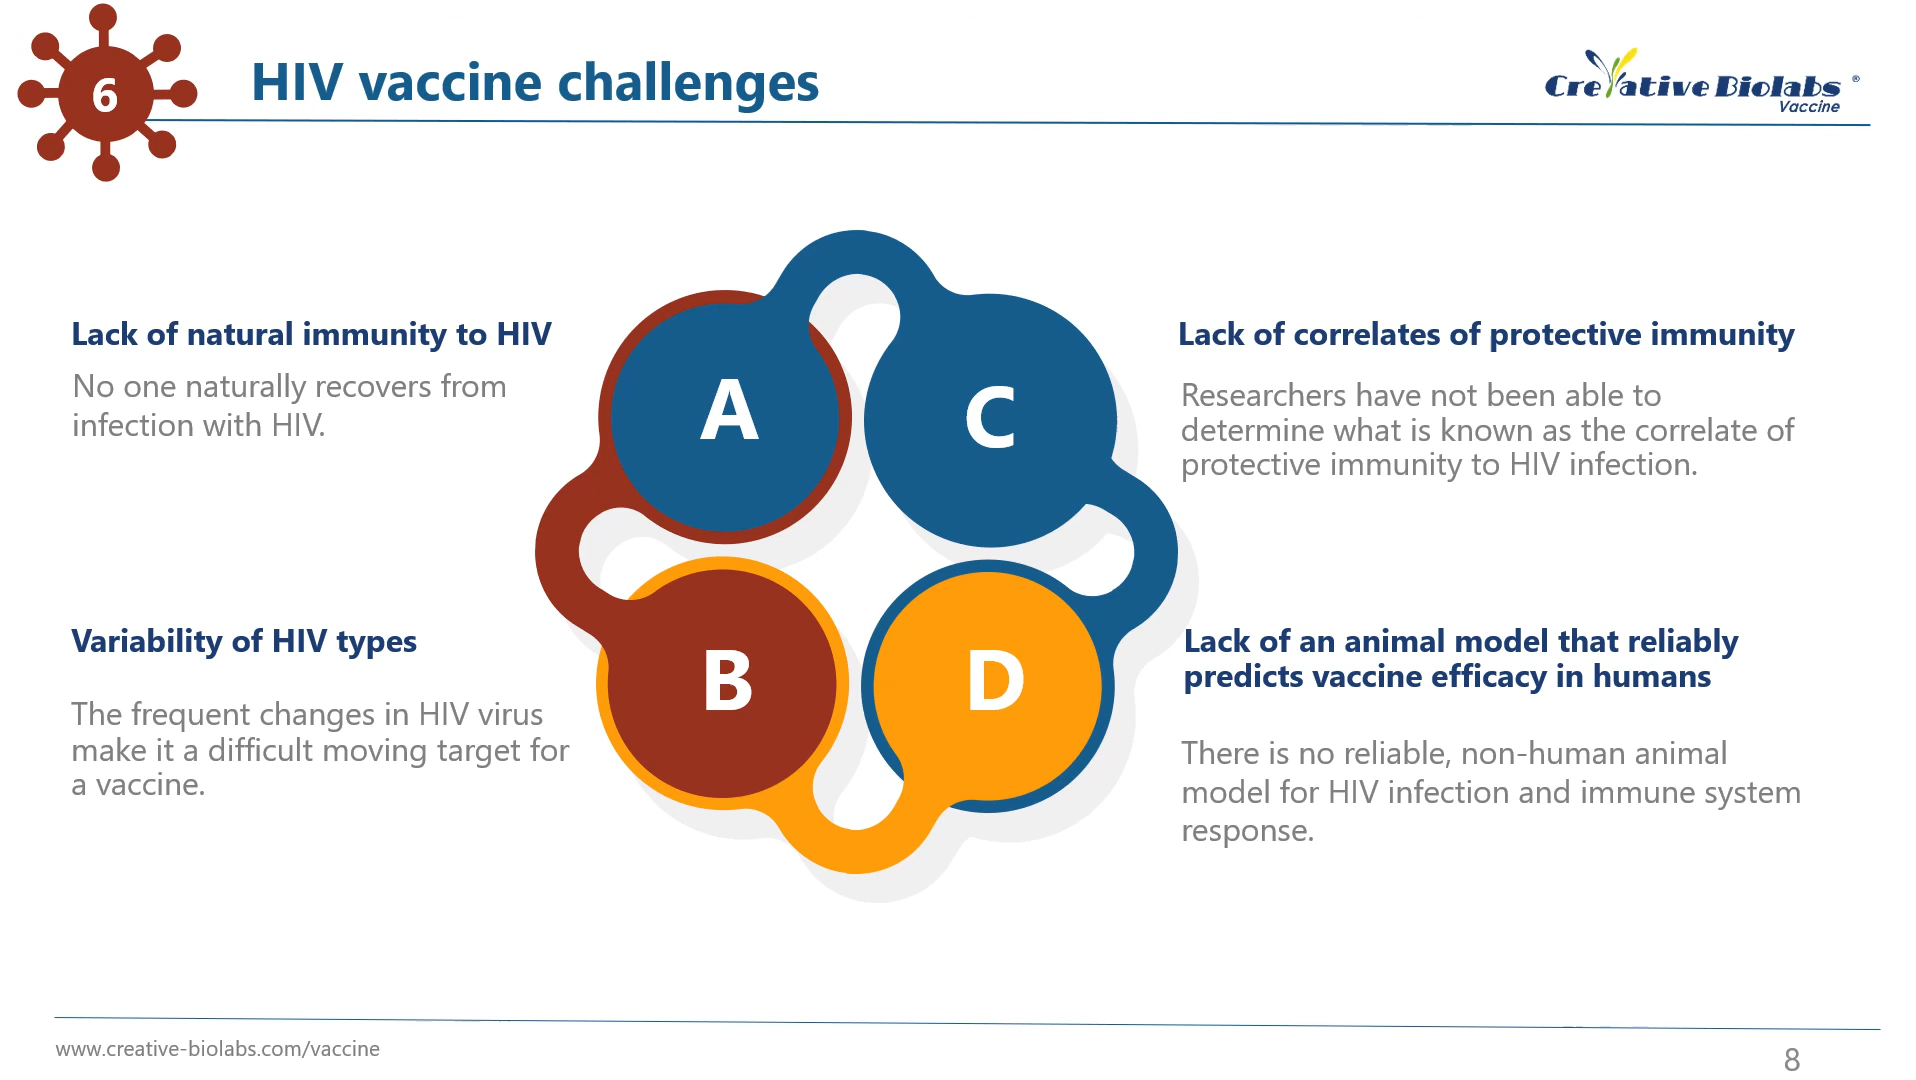 6
HIV vaccine challenges
Creative Biolabs ®
Vaccine
Lack of natural immunity to HIV
No one naturally recovers from
infection with HIV.
A
Variability of HIV types
The frequent changes in HIV virus
make it a difficult moving target for
a vaccine.
B
C
Lack of correlates of protective immunity
Researchers have not been able to
determine what is known as the correlate of
protective immunity to HIV infection.
D
Lack of an animal model that reliably
predicts vaccine efficacy in humans
There is no reliable, non-human animal
model for HIV infection and immune system
response.
www.creative-biolabs.com/vaccine
8